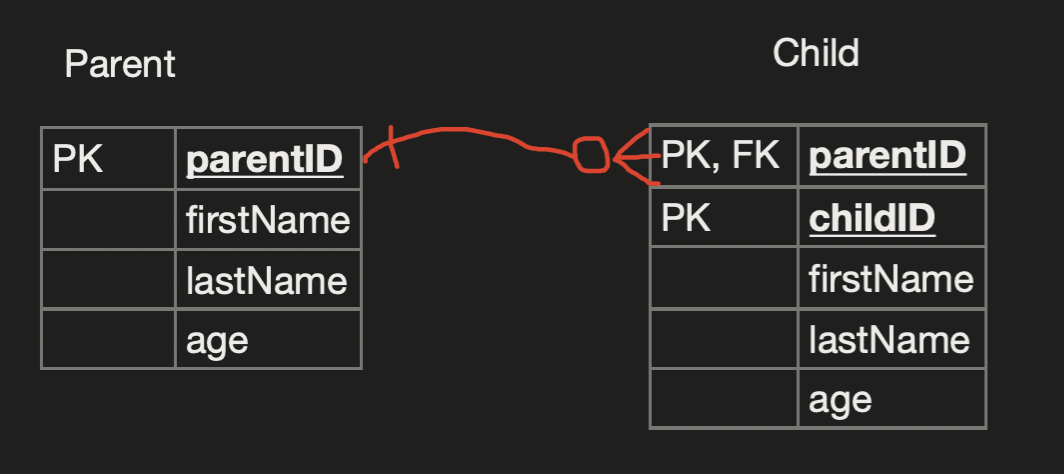 Parent
PK parentID
firstName
lastName
age
Child
PK, FK parentID
PK childID
firstName
lastName
age